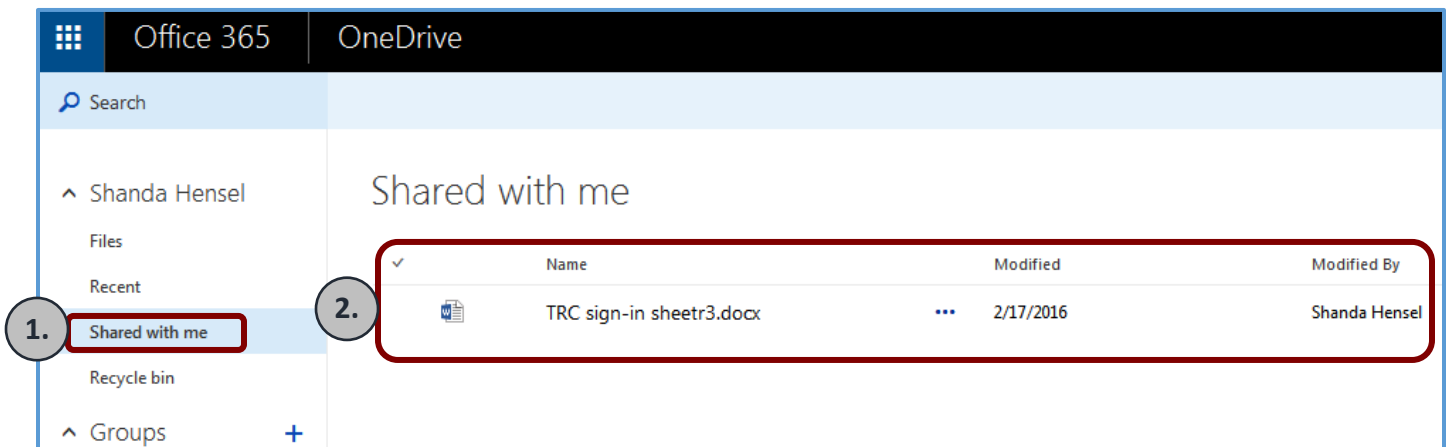 Office 365 OneDrive
Search
Shanda Hensel
Files
Recent
1. Shared with me
Recycle bin
Groups +
Shared with me
Name Modified Modified By
2. TRC sign-in sheetr3.docx ••• 2/17/2016 Shanda Hensel